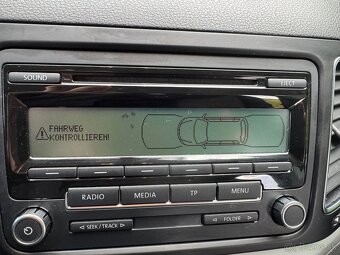 SOUND
EJECT
FAHRWEG
KONTROLLIEREN!
RADIO
MEDIA
TP
MENU
SEEK / TRACK
FOLDER